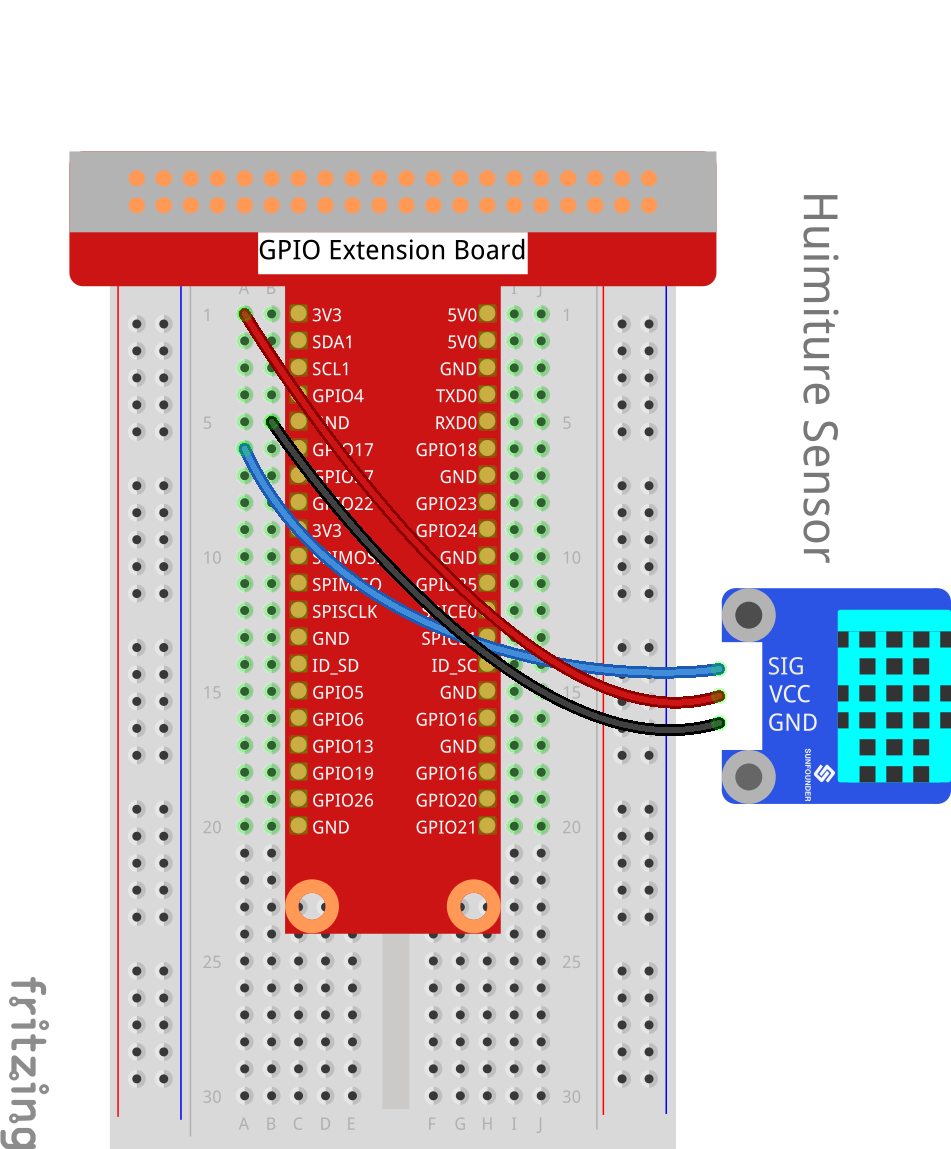 GPIO Extension Board
A B I J
1 3V3 5V0 1
SDA1 5V0
SCL1 GND
GPIO4 TXD0
5 GND RXD0 5
GPIO17 GPIO18
GPIO27 GND
GPIO22 GPIO23
3V3 GPIO24
10 SPIMOSI GND 10
SPIMISO GPIO25
SPISCLK SPICE0
GND SPICE1
ID_SD ID_SC
15 GPIO5 GND 15
GPIO6 GPIO16
GPIO13 GND
GPIO19 GPIO16
GPIO26 GPIO20
20 GND GPIO21 20
25 25
30 30
A B C D E F G H I J
Huimiture Sensor
SIG
VCC
GND
SUNFOUNDER
fritzing